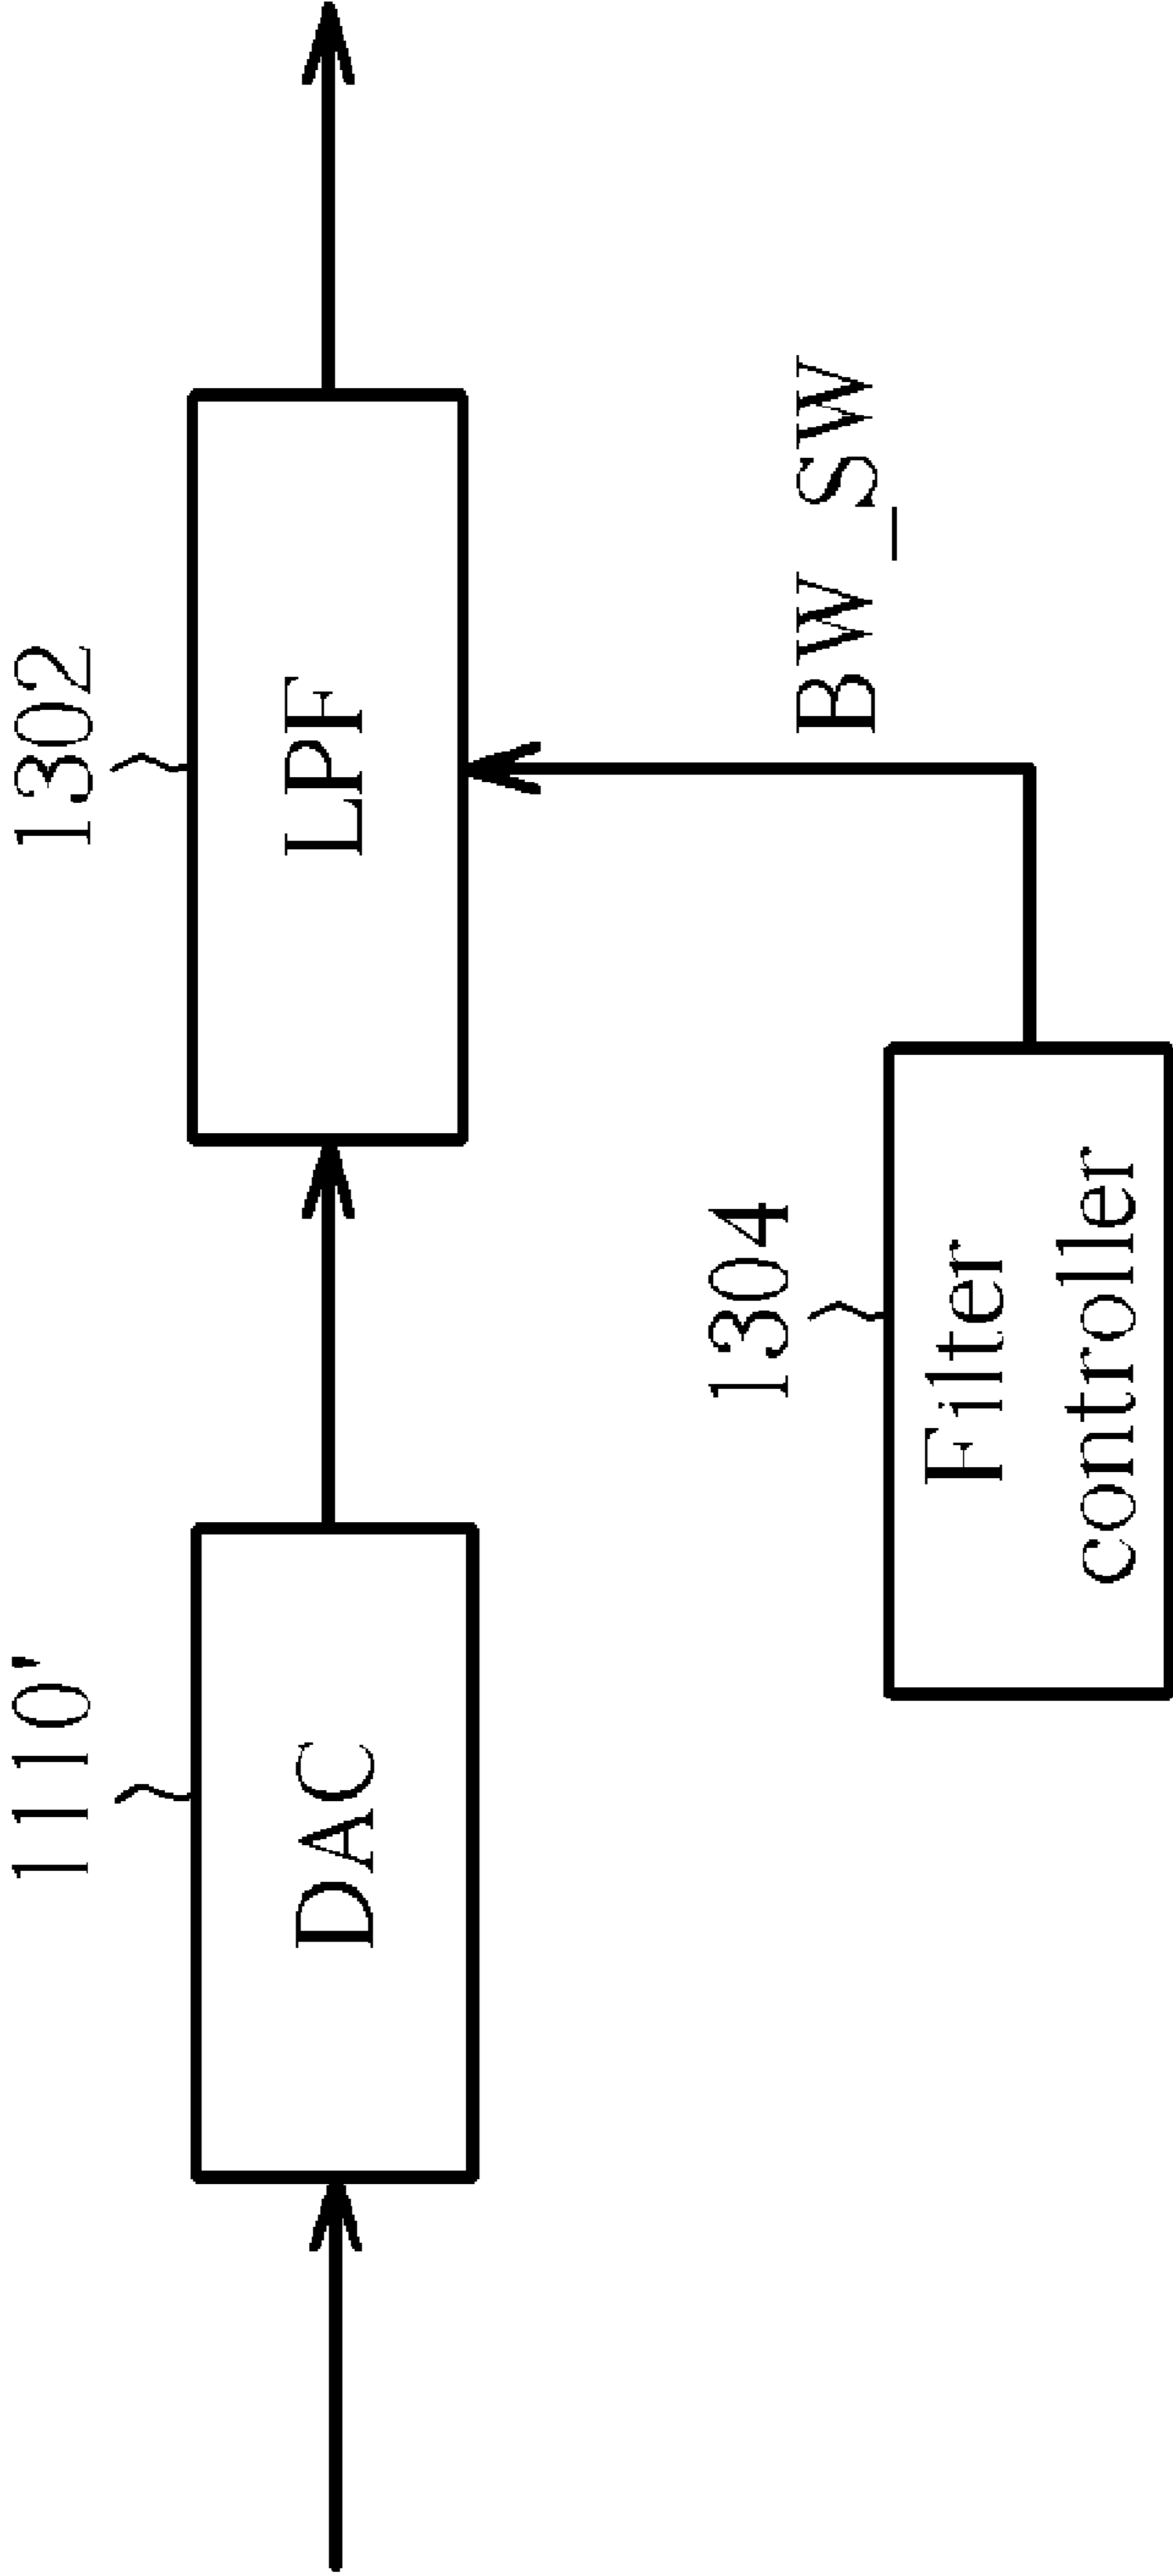 1110'
DAC
1302
LPF
BW_SW
1304
Filter
controller